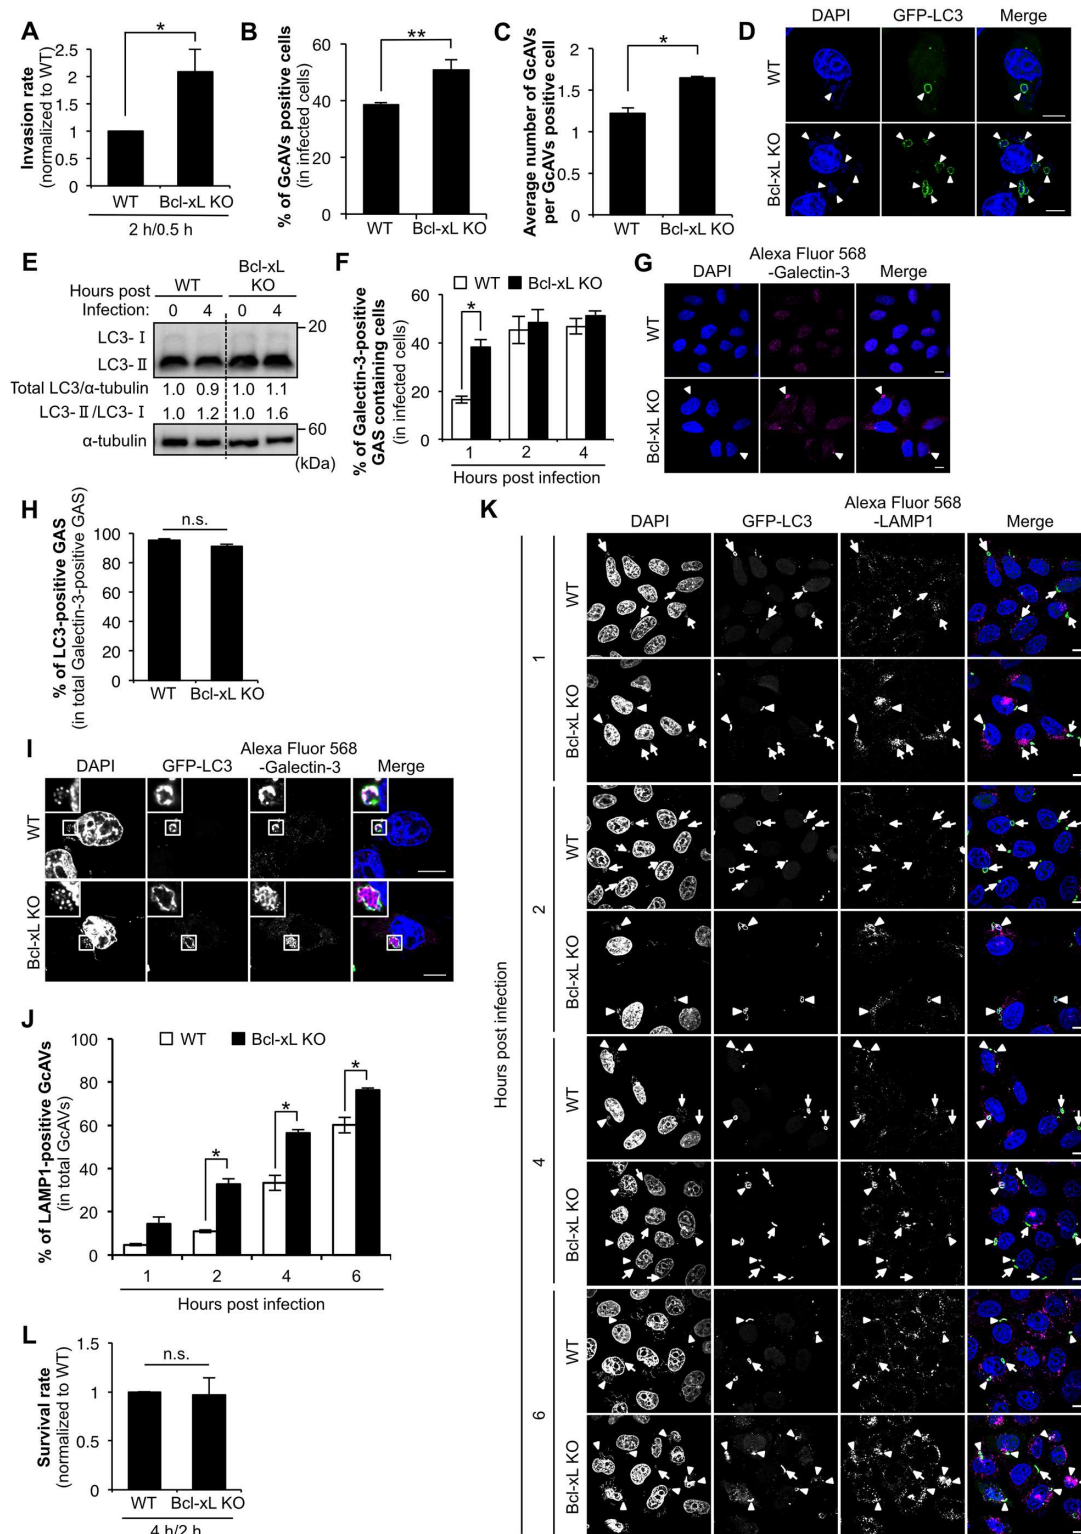 A
Invasion rate
(normalized to WT)
2.5
2
1.5
1
0.5
0
*
WT
Bcl-xL KO
2 h/0.5 h
B
% of GcAVs positive cells
(in infected cells)
60
40
20
0
**
WT
Bcl-xL KO
C
Average number of GcAVs
per GcAVs positive cell
2
1.5
1
0.5
0
*
WT
Bcl-xL KO
D
DAPI
GFP-LC3
Merge
WT
Bcl-xL KO
E
Hours post
Infection:
WT
Bcl-xL
KO
0
4
0
4
LC3-Ⅰ
LC3-Ⅱ
20
Total LC3/α-tubulin
1.0
0.9
1.0
1.1
LC3-Ⅱ/LC3-Ⅰ
1.0
1.2
1.0
1.6
α-tubulin
60
(kDa)
F
WT
Bcl-xL KO
% of Galectin-3-positive
GAS containing cells
(in infected cells)
60
40
20
0
*
1
2
4
Hours post infection
G
DAPI
Alexa Fluor 568
-Galectin-3
Merge
WT
Bcl-xL KO
H
% of LC3-positive GAS
(in total Galectin-3-positive GAS)
100
80
60
40
20
0
n.s.
WT
Bcl-xL KO
I
DAPI
GFP-LC3
Alexa Fluor 568
-Galectin-3
Merge
WT
Bcl-xL KO
J
WT
Bcl-xL KO
% of LAMP1-positive GcAVs
(in total GcAVs)
100
80
60
40
20
0
*
*
*
1
2
4
6
Hours post infection
K
DAPI
GFP-LC3
Alexa Fluor 568
-LAMP1
Merge
Hours post infection
1
WT
Bcl-xL KO
2
WT
Bcl-xL KO
4
WT
Bcl-xL KO
6
WT
Bcl-xL KO
L
Survival rate
(normalized to WT)
1.5
1
0.5
0
n.s.
WT
Bcl-xL KO
4 h/2 h